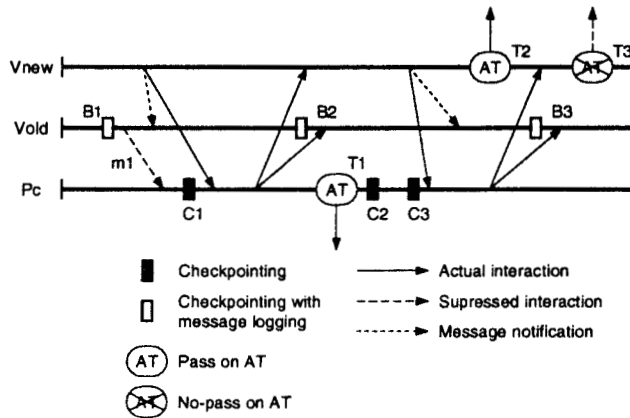 T2 T3
Vnew AT AT
B1 B2 B3
Vold
m1 T1
Pc AT
C1 C2 C3
Checkpointing
Checkpointing with
message logging
AT Pass on AT
AT No-pass on AT
Actual interaction
Supressed interaction
Message notification